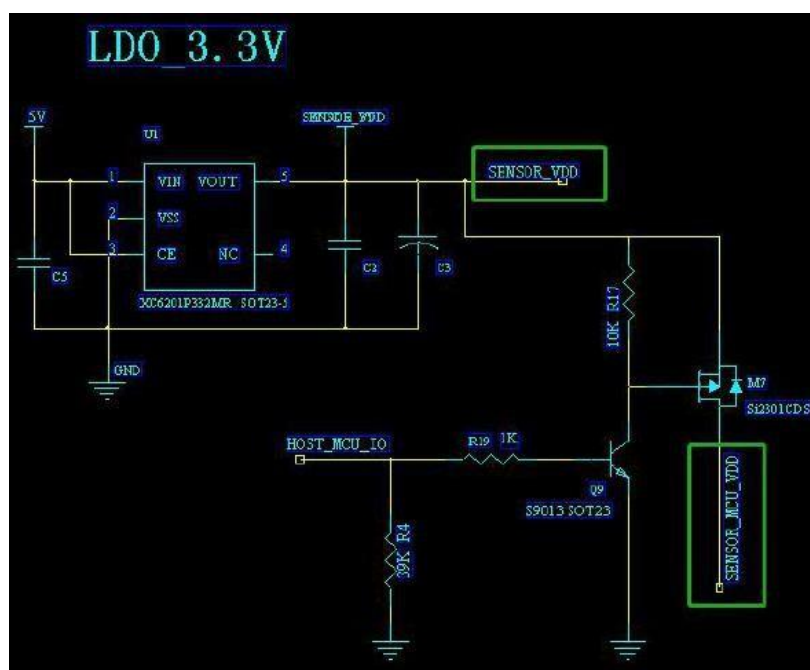 LDO_3.3V
5V
U1
SENSOR_VDD
SENSOR_VDD
1
VIN
VOUT
5
2
VSS
3
CE
NC
4
C5
C2
C3
XC6201P332MR SOT23-5
10K R17
GND
M7
Si2301CDS
HOST_MCU_IO
R19
1K
Q9
S9013 SOT23
SENSOR_MCU_VDD
39K R4